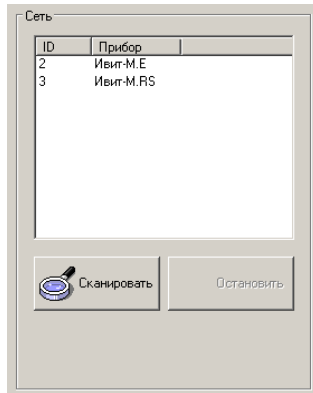 Сеть
ID Прибор
2 Ивит-М.Е
3 Ивит-М.RS
Сканировать Остановить